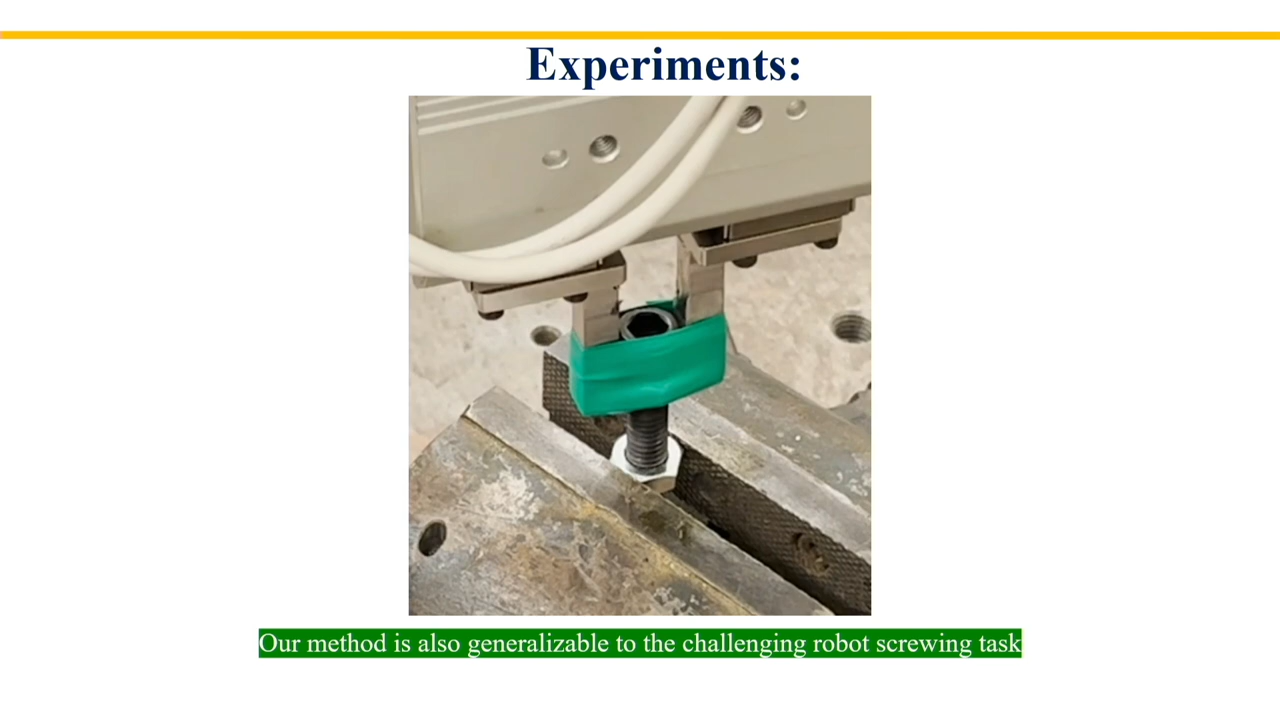 Experiments:
Our method is also generalizable to the challenging robot screwing task